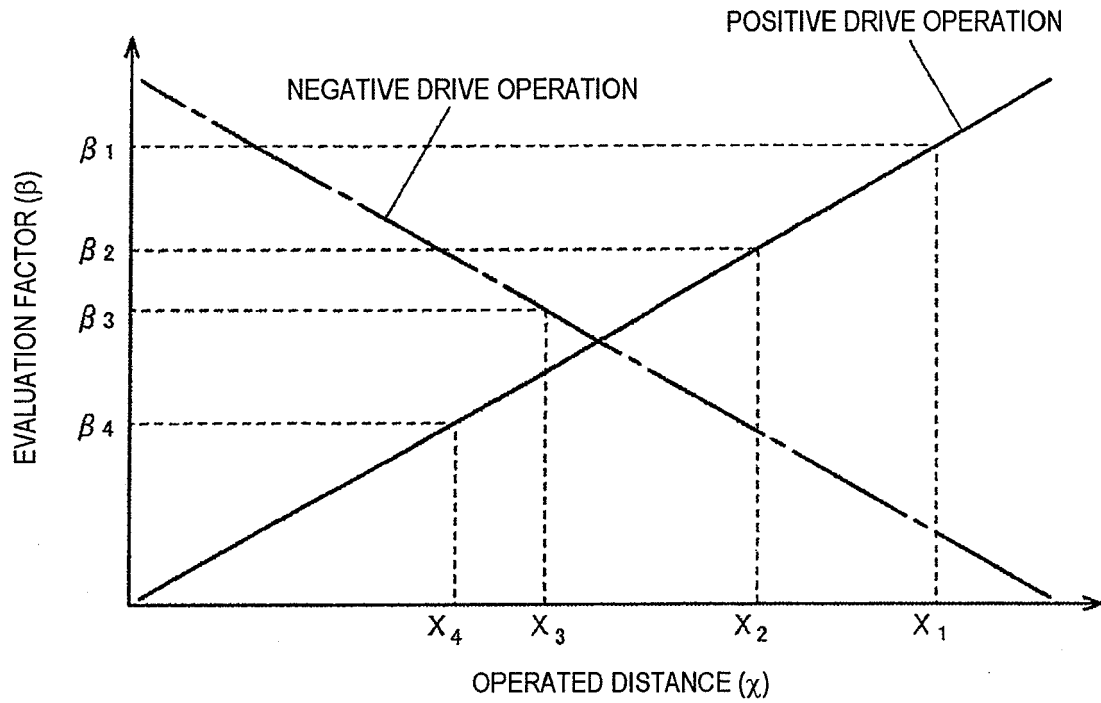 POSITIVE DRIVE OPERATION
NEGATIVE DRIVE OPERATION
β1
β2
β3
β4
EVALUATION FACTOR (β)
X4
X3
X2
X1
OPERATED DISTANCE (χ)